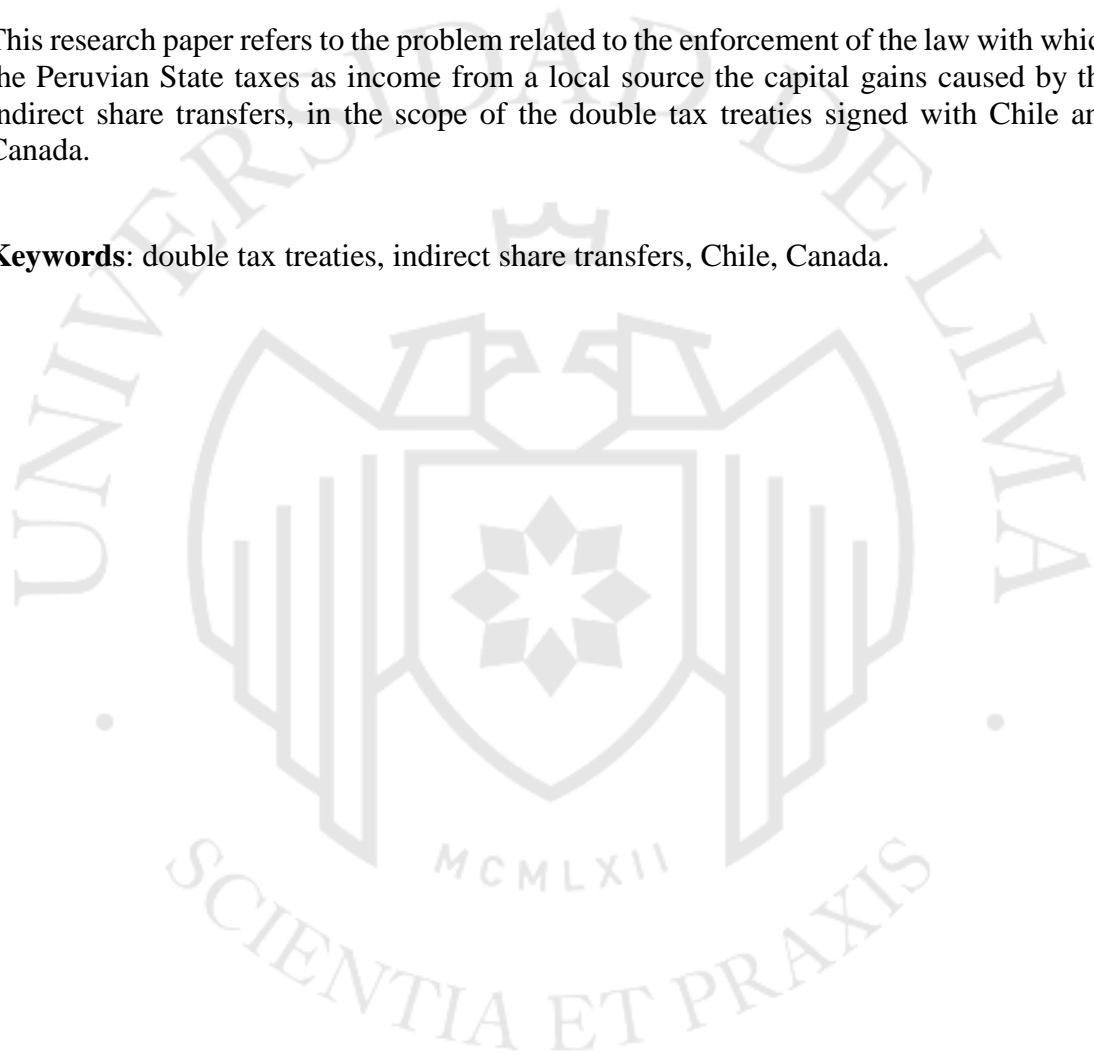 This research paper refers to the problem related to the enforcement of the law with whic
the Peruvian State taxes as income from a local source the capital gains caused by th
indirect share transfers, in the scope of the double tax treaties signed with Chile an
Canada.
Keywords: double tax treaties, indirect share transfers, Chile, Canada.
UNIVERSIDAD DE LIMA
MCMLXII
SCIENTIA ET PRAXIS